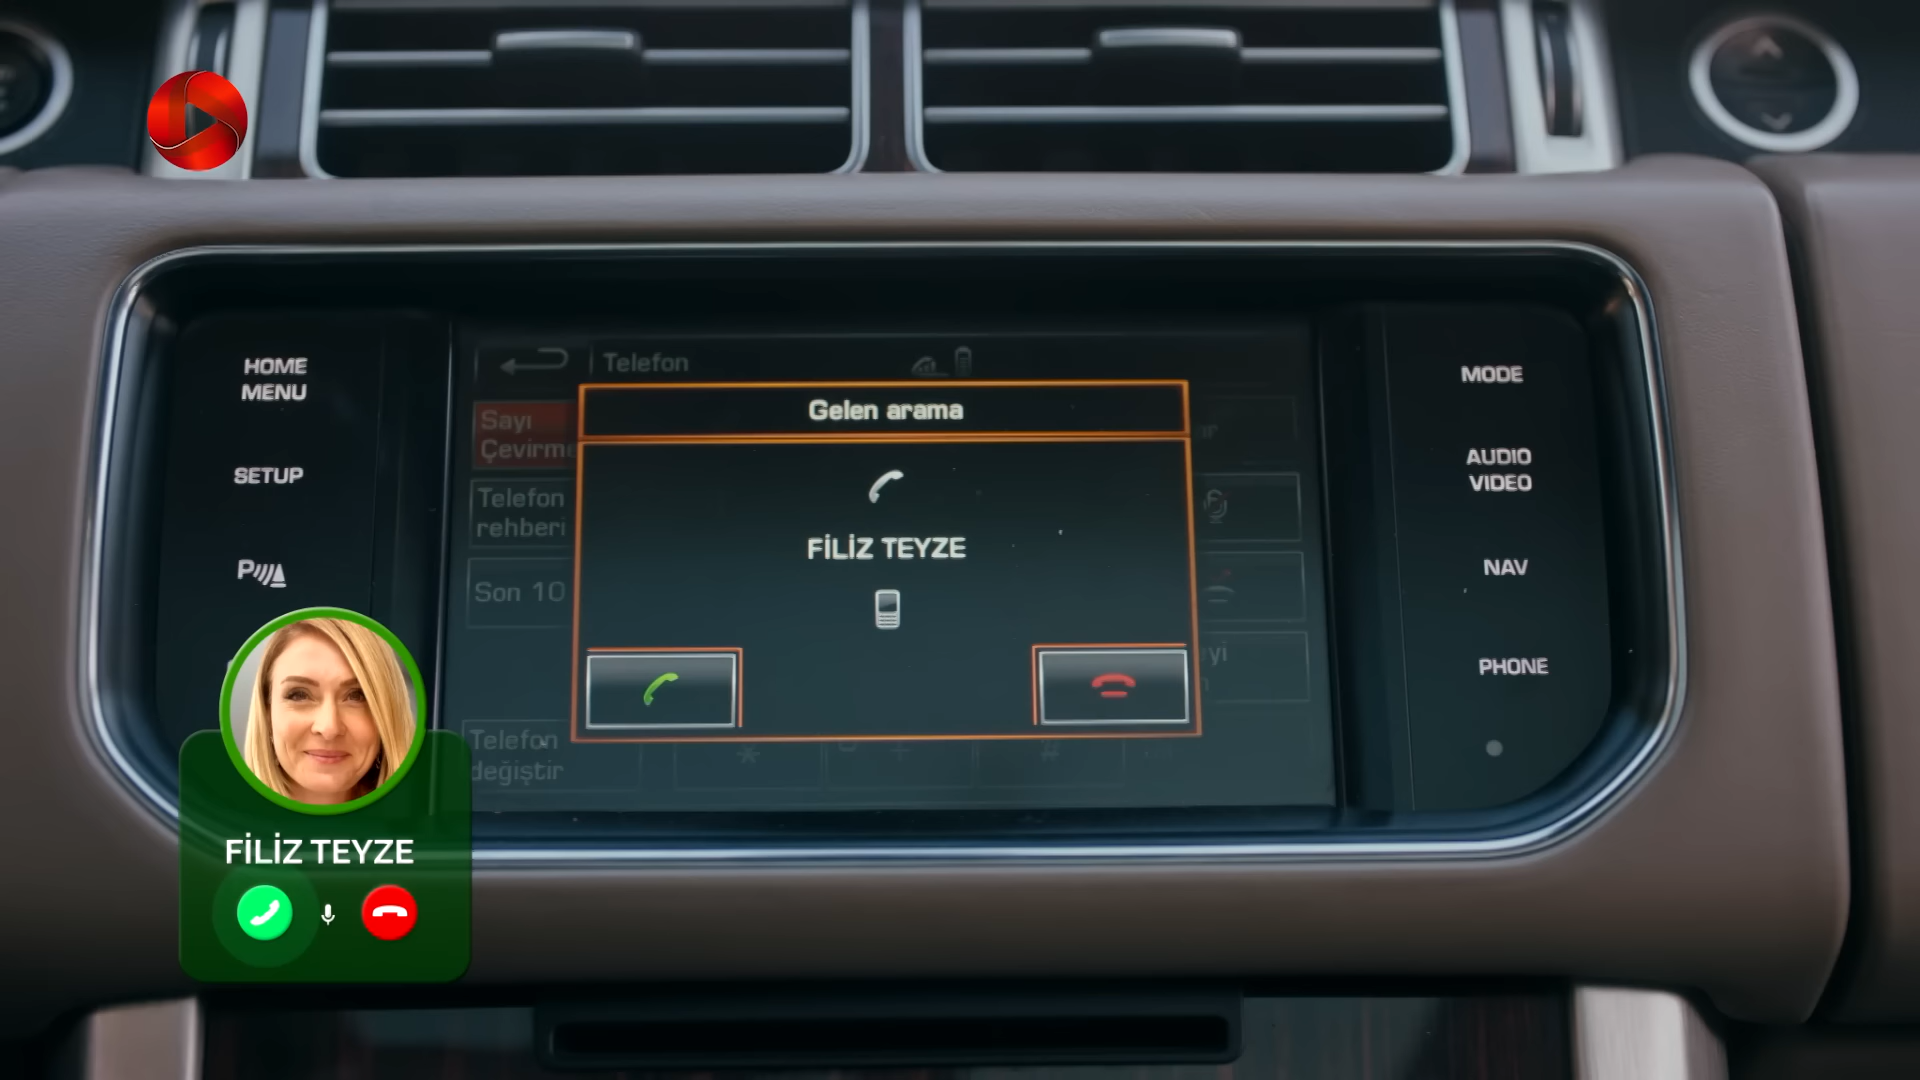 HOME
MENU
SETUP
P
Telefon
Sayı
Çevirme
Telefon
rehberi
Son 10
Telefon
değiştir
Gelen arama
FİLİZ TEYZE
*
+
#
MODE
AUDIO
VIDEO
NAV
PHONE
FİLİZ TEYZE